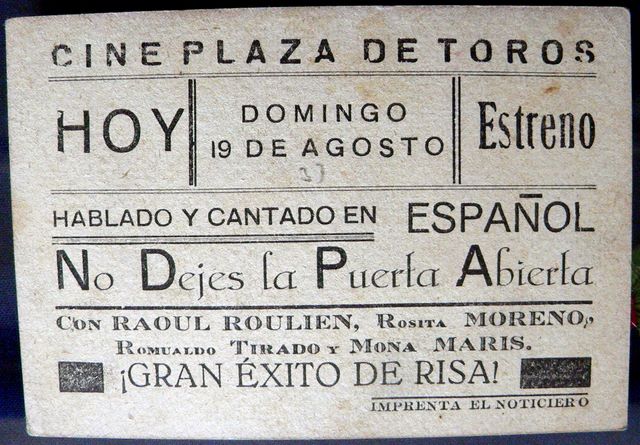 CINE PLAZA DE TOROS
HOY
DOMINGO
19 DE AGOSTO
Estreno
HABLADO Y CANTADO EN ESPAÑOL
No Dejes la Puerta Abierta
CON RAOUL ROULIEN, ROSITA MORENO,
ROMUALDO TIRADO Y MONA MARIS.
¡GRAN ÉXITO DE RISA!
IMPRENTA EL NOTICIERO